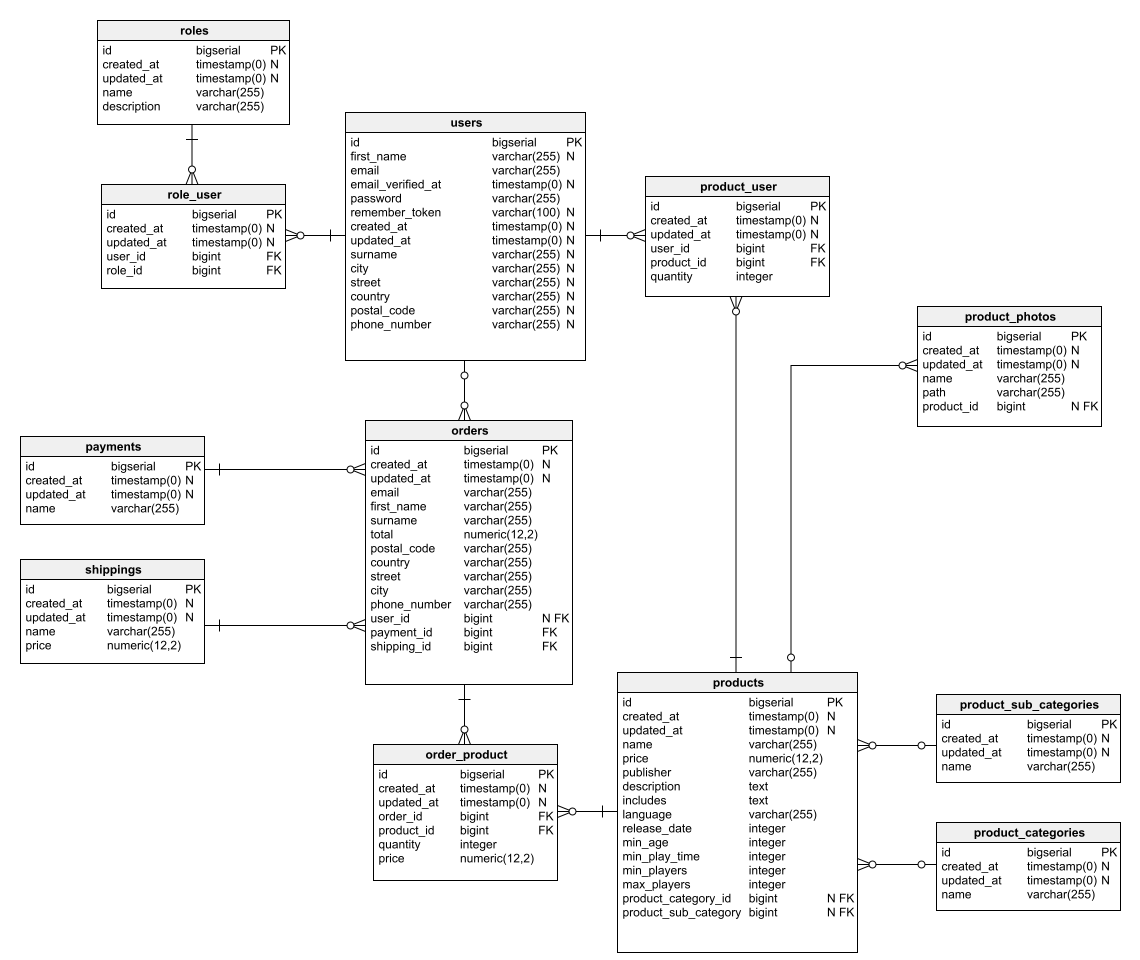 roles
id bigserial PK
created_at timestamp(0) N
updated_at timestamp(0) N
name varchar(255)
description varchar(255)
users
id bigserial PK
first_name varchar(255) N
email varchar(255)
email_verified_at timestamp(0) N
password varchar(255)
remember_token varchar(100) N
created_at timestamp(0) N
updated_at timestamp(0) N
surname varchar(255) N
city varchar(255) N
street varchar(255) N
country varchar(255) N
postal_code varchar(255) N
phone_number varchar(255) N
role_user
id bigserial PK
created_at timestamp(0) N
updated_at timestamp(0) N
user_id bigint FK
role_id bigint FK
product_user
id bigserial PK
created_at timestamp(0) N
updated_at timestamp(0) N
user_id bigint FK
product_id bigint FK
quantity integer
product_photos
id bigserial PK
created_at timestamp(0) N
updated_at timestamp(0) N
name varchar(255)
path varchar(255)
product_id bigint N FK
payments
id bigserial PK
created_at timestamp(0) N
updated_at timestamp(0) N
name varchar(255)
orders
id bigserial PK
created_at timestamp(0) N
updated_at timestamp(0) N
email varchar(255)
first_name varchar(255)
surname varchar(255)
total numeric(12,2)
postal_code varchar(255)
country varchar(255)
street varchar(255)
city varchar(255)
phone_number varchar(255)
user_id bigint N FK
payment_id bigint FK
shipping_id bigint FK
shippings
id bigserial PK
created_at timestamp(0) N
updated_at timestamp(0) N
name varchar(255)
price numeric(12,2)
order_product
id bigserial PK
created_at timestamp(0) N
updated_at timestamp(0) N
order_id bigint FK
product_id bigint FK
quantity integer
price numeric(12,2)
products
id bigserial PK
created_at timestamp(0) N
updated_at timestamp(0) N
name varchar(255)
price numeric(12,2)
publisher varchar(255)
description text
includes text
language varchar(255)
release_date integer
min_age integer
min_play_time integer
min_players integer
max_players integer
product_category_id bigint N FK
product_sub_category bigint N FK
product_sub_categories
id bigserial PK
created_at timestamp(0) N
updated_at timestamp(0) N
name varchar(255)
product_categories
id bigserial PK
created_at timestamp(0) N
updated_at timestamp(0) N
name varchar(255)